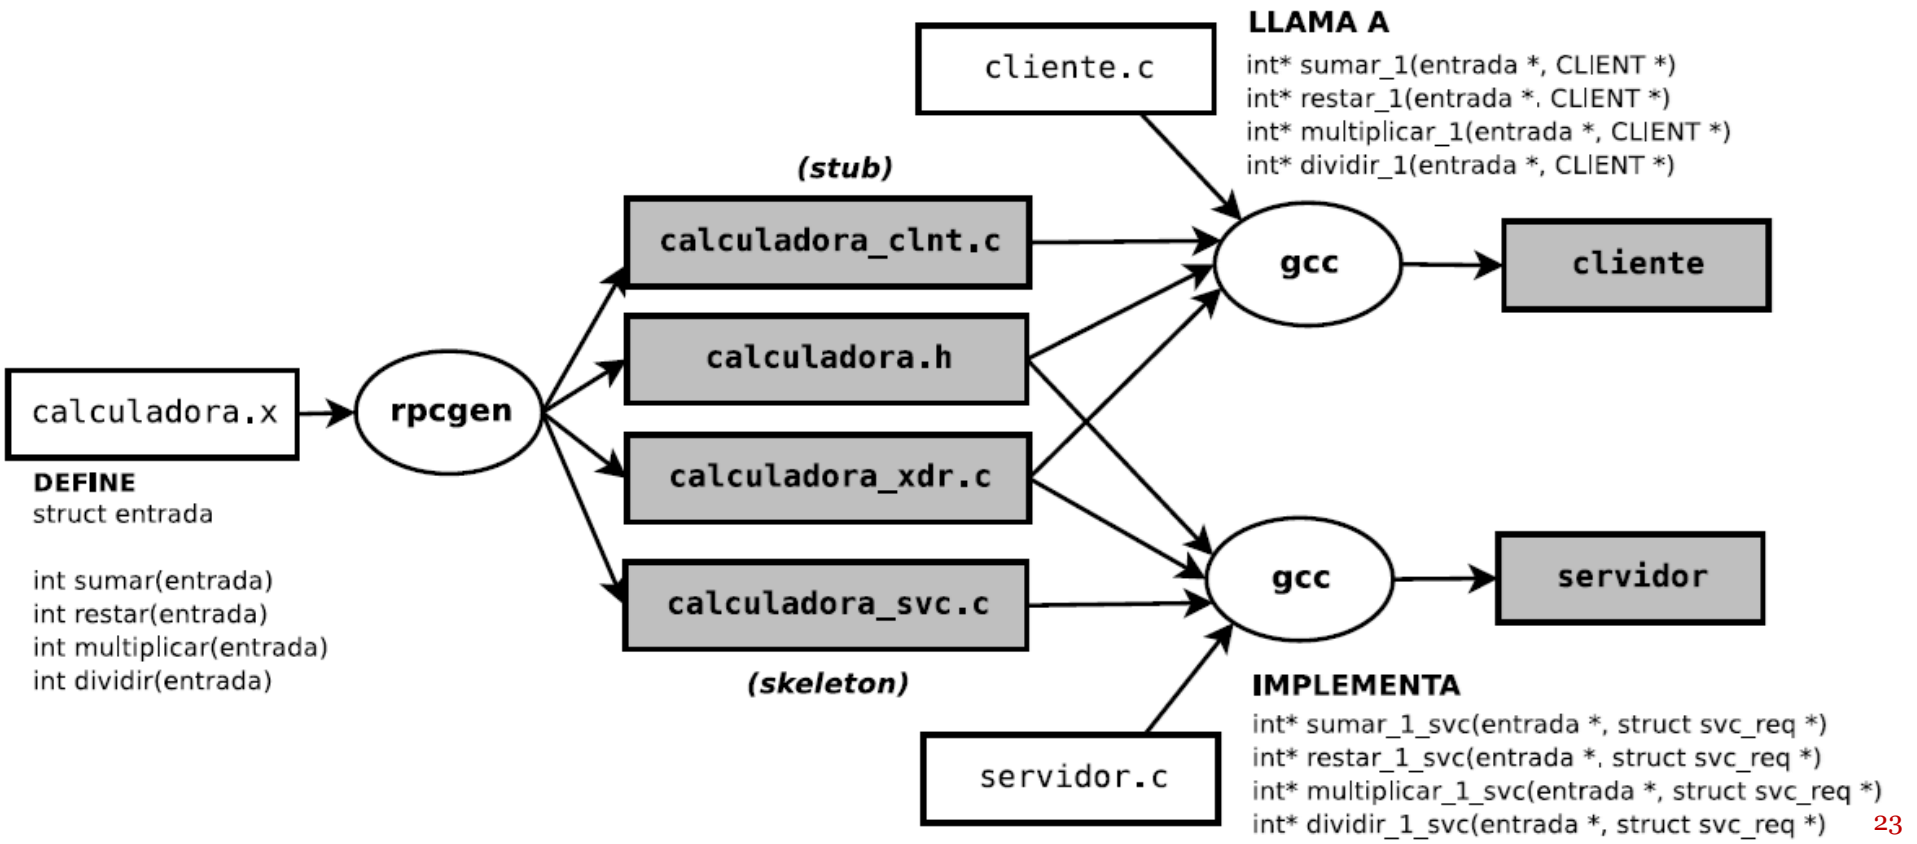 cliente.c
LLAMA A
int* sumar_1(entrada *, CLIENT *)
int* restar_1(entrada *. CLIENT *)
int* multiplicar_1(entrada *, CLIENT *)
int* dividir_1(entrada *, CLIENT *)
(stub)
calculadora_clnt.c
gcc
cliente
calculadora.h
calculadora.x
rpcgen
calculadora_xdr.c
DEFINE
struct entrada
int sumar(entrada)
int restar(entrada)
int multiplicar(entrada)
int dividir(entrada)
calculadora_svc.c
gcc
servidor
(skeleton)
servidor.c
IMPLEMENTA
int* sumar_1_svc(entrada *, struct svc_req *)
int* restar_1_svc(entrada *. struct svc_req *)
int* multiplicar_1_svc(entrada *, struct svc_req *)
int* dividir_1_svc(entrada *, struct svc_req *)
23